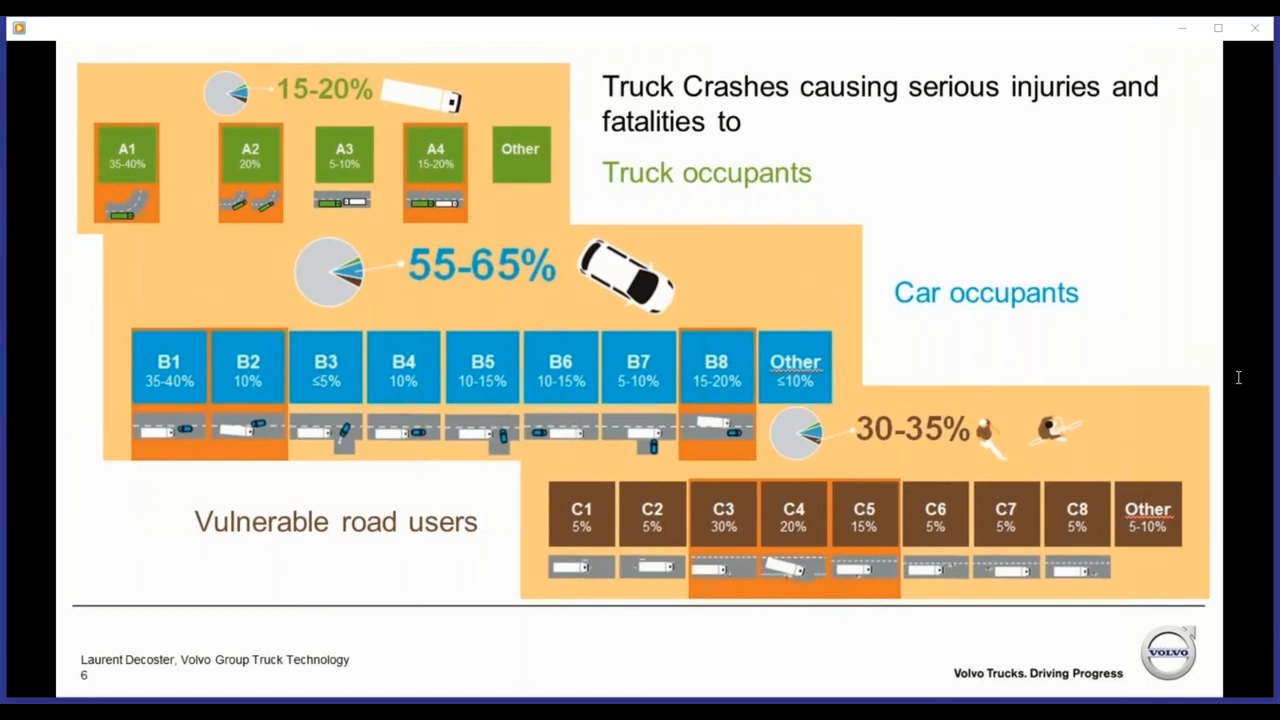 15-20%
Truck Crashes causing serious injuries and
fatalities to
Truck occupants
A1
35-40%
A2
20%
A3
5-10%
A4
15-20%
Other
55-65%
Car occupants
B1
35-40%
B2
10%
B3
≤5%
B4
10%
B5
10-15%
B6
10-15%
B7
5-10%
B8
15-20%
Other
≤10%
30-35%
Vulnerable road users
C1
5%
C2
5%
C3
30%
C4
20%
C5
15%
C6
5%
C7
5%
C8
5%
Other
5-10%
Laurent Decoster, Volvo Group Truck Technology
6
Volvo Trucks. Driving Progress
VOLVO